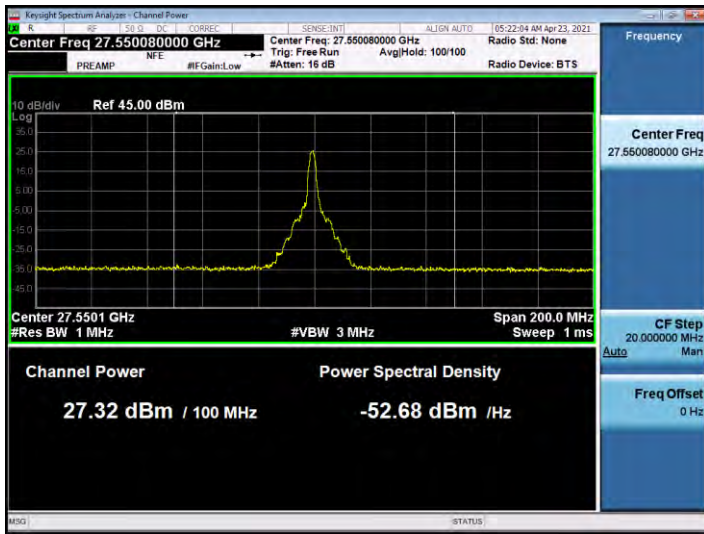 Keysight Spectrum Analyzer - Channel Power
R RF 50 Ω DC CORREC SENSE:INT ALIGN AUTO 05:22:04 AM Apr 23, 2021
Center Freq 27.550080000 GHz
Center Freq: 27.550080000 GHz
Radio Std: None
NFE
Trig: Free Run Avg|Hold: 100/100
PREAMP #IFGain:Low #Atten: 16 dB Radio Device: BTS
Frequency
10 dB/div Ref 45.00 dBm
Log
35.0
25.0
15.0
5.00
-5.00
-15.0
-25.0
-35.0
-45.0
Center 27.5501 GHz Span 200.0 MHz
#Res BW 1 MHz #VBW 3 MHz Sweep 1 ms
Channel Power Power Spectral Density
27.32 dBm / 100 MHz -52.68 dBm /Hz
Center Freq
27.550080000 GHz
CF Step
20.000000 MHz
Auto Man
Freq Offset
0 Hz
MSG STATUS